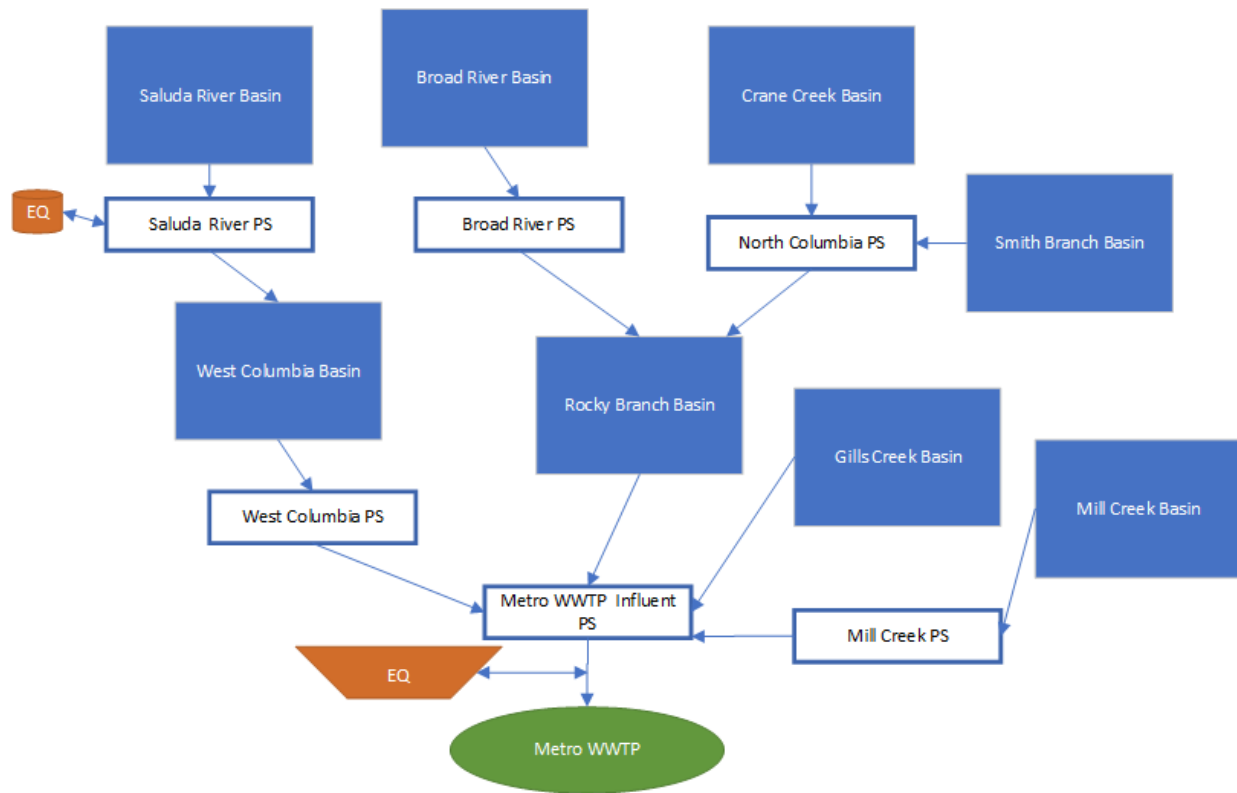 Saluda River Basin
Broad River Basin
Crane Creek Basin
EQ
Saluda River PS
Broad River PS
North Columbia PS
Smith Branch Basin
West Columbia Basin
Rocky Branch Basin
Gills Creek Basin
Mill Creek Basin
West Columbia PS
Metro WWTP Influent
PS
Mill Creek PS
EQ
Metro WWTP